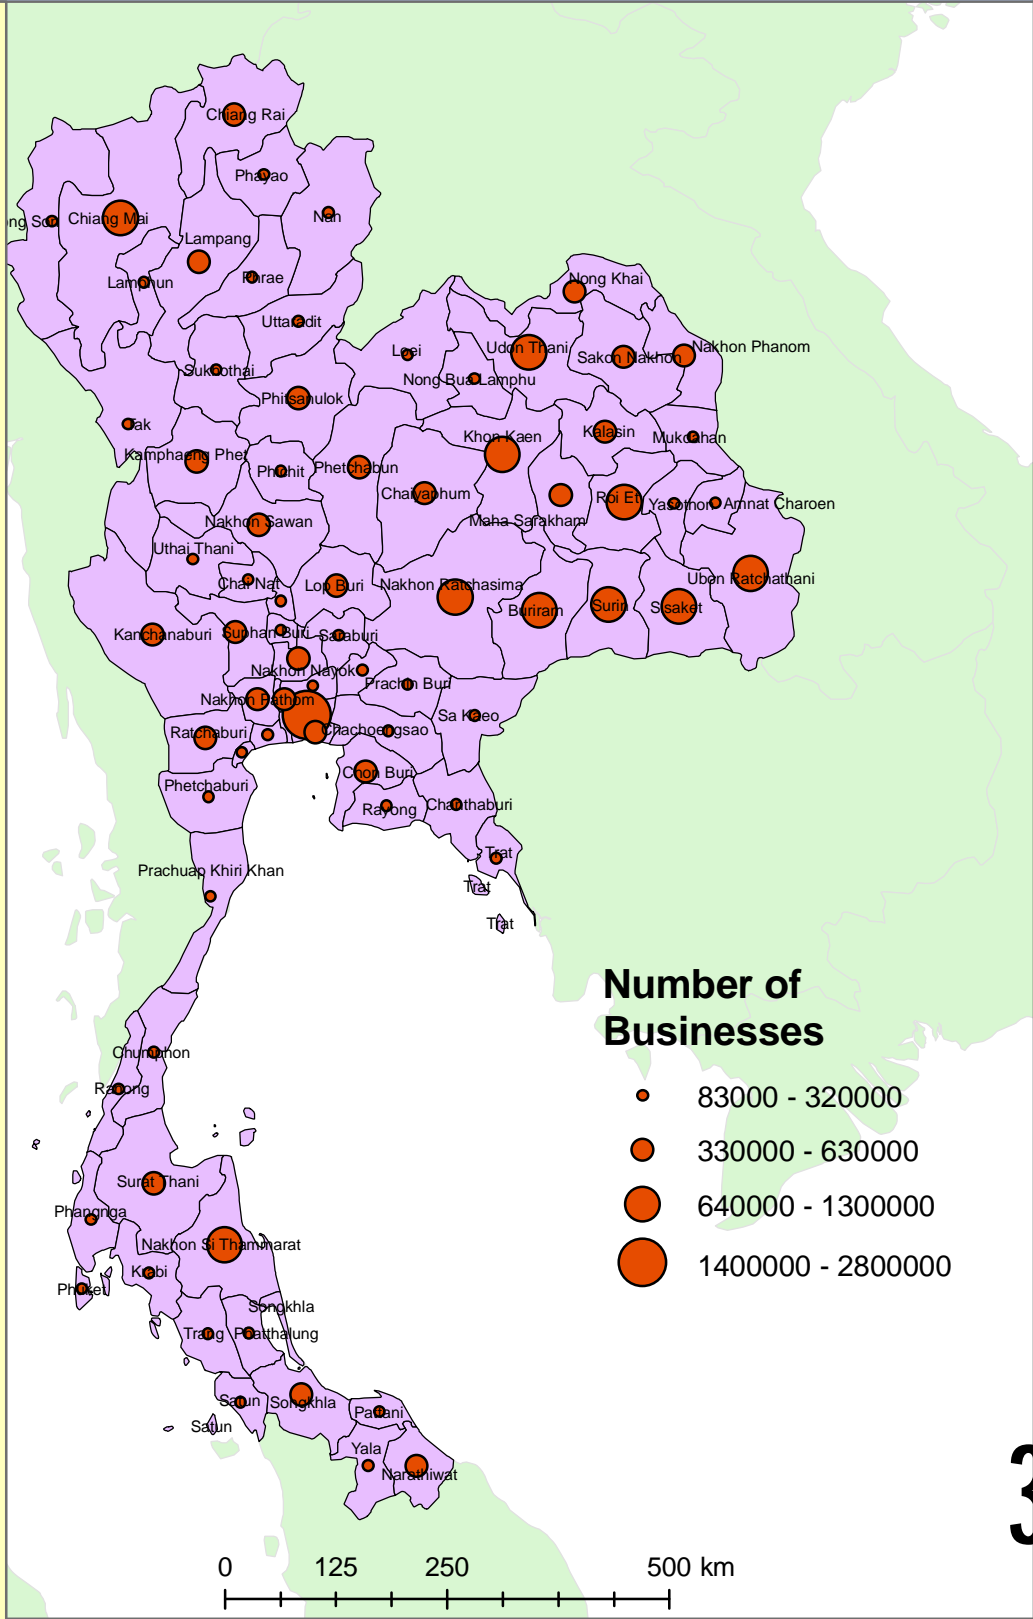 Chiang Rai
Phayao
Nan
ng Son
Chiang Mai
Lampang
Lamphun
Phrae
Nong Khai
Uttaradit
Loei
Udon Thani
Sakon Nakhon
Nakhon Phanom
Sukhothai
Nong Bua Lamphu
Phitsanulok
Tak
Khon Kaen
Kalasin
Mukdahan
Kamphaeng Phet
Phichit
Phetchabun
Chaiyaphum
Roi Et
Yasothon
Amnat Charoen
Nakhon Sawan
Maha Sarakham
Uthai Thani
Chai Nat
Lop Buri
Nakhon Ratchasima
Ubon Ratchathani
Buriram
Surin
Sisaket
Kanchanaburi
Suphan Buri
Saraburi
Nakhon Nayok
Prachin Buri
Nakhon Pathom
Sa Kaeo
Ratchaburi
Chachoengsao
Chon Buri
Phetchaburi
Rayong
Chanthaburi
Trat
Prachuap Khiri Khan
Trat
Trat
Number of
Businesses
83000 - 320000
330000 - 630000
640000 - 1300000
1400000 - 2800000
Chumphon
Ranong
Surat Thani
Phangnga
Nakhon Si Thammarat
Krabi
Phuket
Songkhla
Trang
Phatthalung
Satun
Songkhla
Pattani
Satun
Yala
Narathiwat
3
0
125
250
500 km